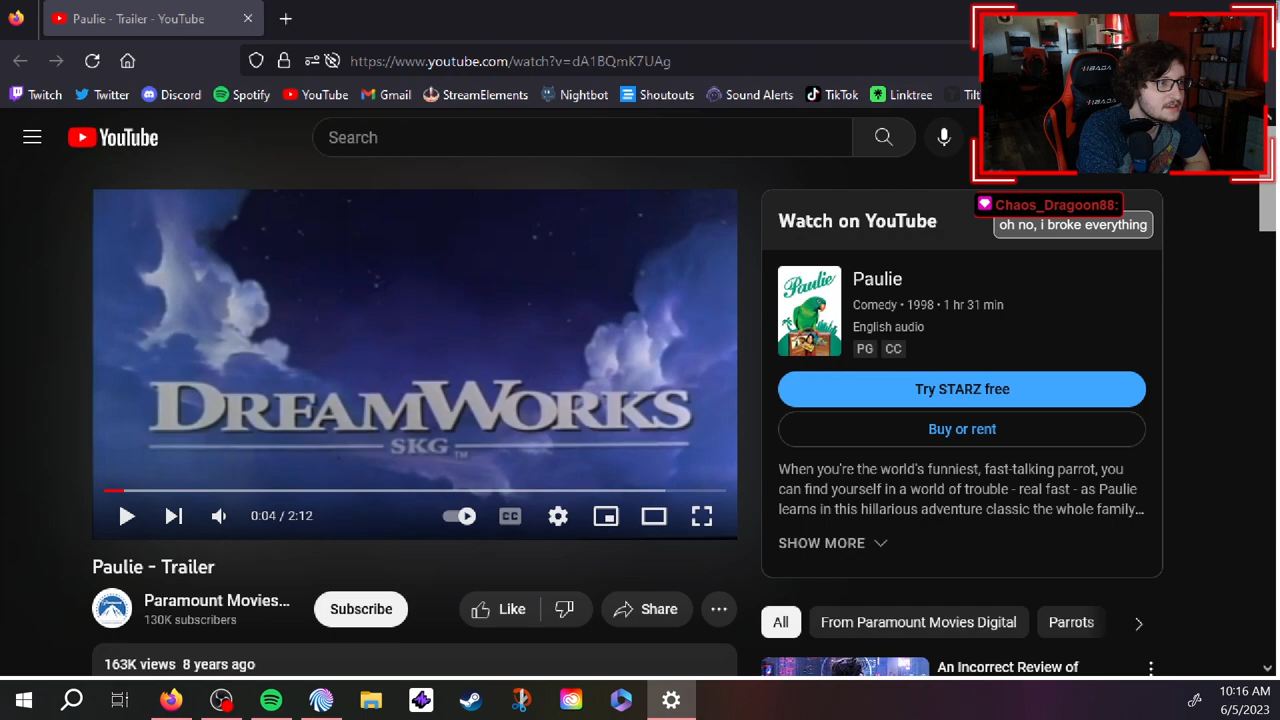 Paulie - Trailer - YouTube
https://www.youtube.com/watch?v=dA1BQmK7UAg
Twitch Twitter Discord Spotify YouTube Gmail StreamElements Nightbot Shoutouts Sound Alerts TikTok Linktree Tilt
YouTube
Search
DREAMWORKS
SKG TM
0:04 / 2:12
CC
Paulie - Trailer
Paramount Movies...
130K subscribers
Subscribe
Like
Share
163K views 8 years ago
Chaos_Dragoon88:
oh no, i broke everything
Watch on YouTube
Paulie
Paulie
Comedy • 1998 • 1 hr 31 min
English audio
PG CC
Try STARZ free
Buy or rent
When you're the world's funniest, fast-talking parrot, you
can find yourself in a world of trouble - real fast - as Paulie
learns in this hillarious adventure classic the whole family...
SHOW MORE
All From Paramount Movies Digital Parrots
An Incorrect Review of
10:16 AM
6/5/2023